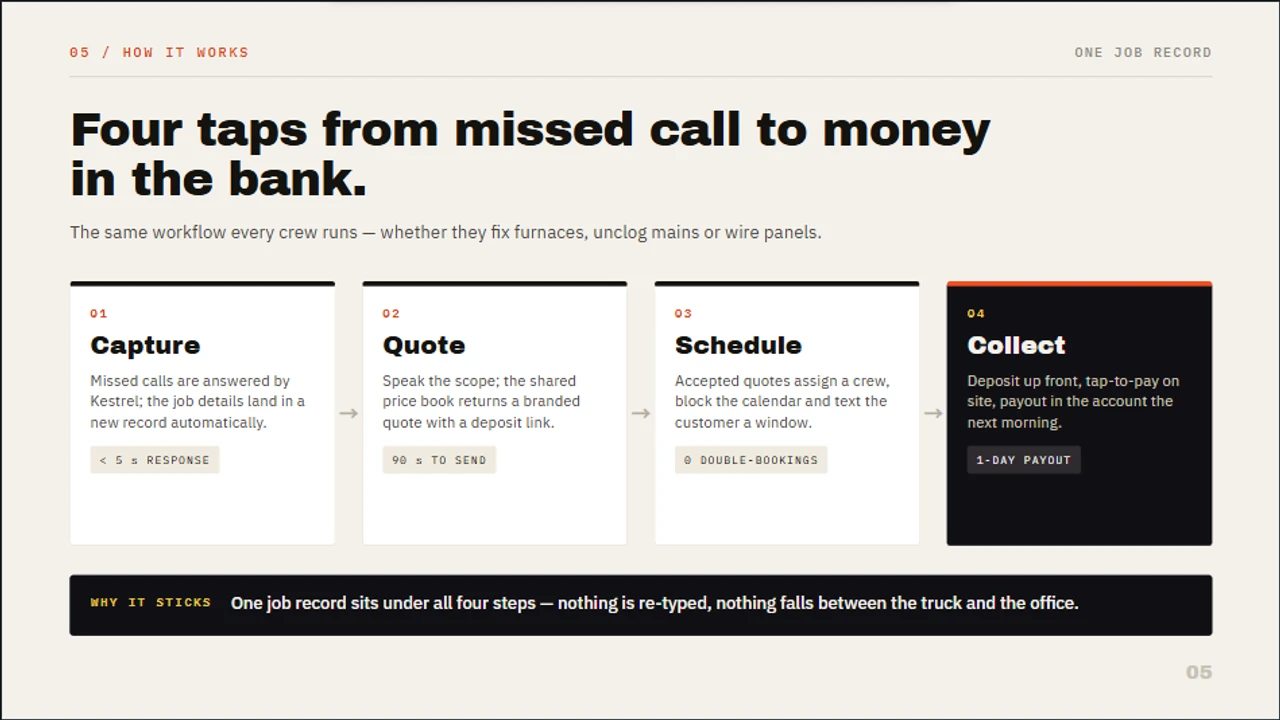 05 / HOW IT WORKS
ONE JOB RECORD
Four taps from missed call to money
in the bank.
The same workflow every crew runs — whether they fix furnaces, unclog mains or wire panels.
01
Capture
Missed calls are answered by
Kestrel; the job details land in a
new record automatically.
< 5 s RESPONSE
→
02
Quote
Speak the scope; the shared
price book returns a branded
quote with a deposit link.
90 s TO SEND
→
03
Schedule
Accepted quotes assign a crew,
block the calendar and text the
customer a window.
0 DOUBLE-BOOKINGS
→
04
Collect
Deposit up front, tap-to-pay on
site, payout in the account the
next morning.
1-DAY PAYOUT
WHY IT STICKS One job record sits under all four steps — nothing is re-typed, nothing falls between the truck and the office.
05